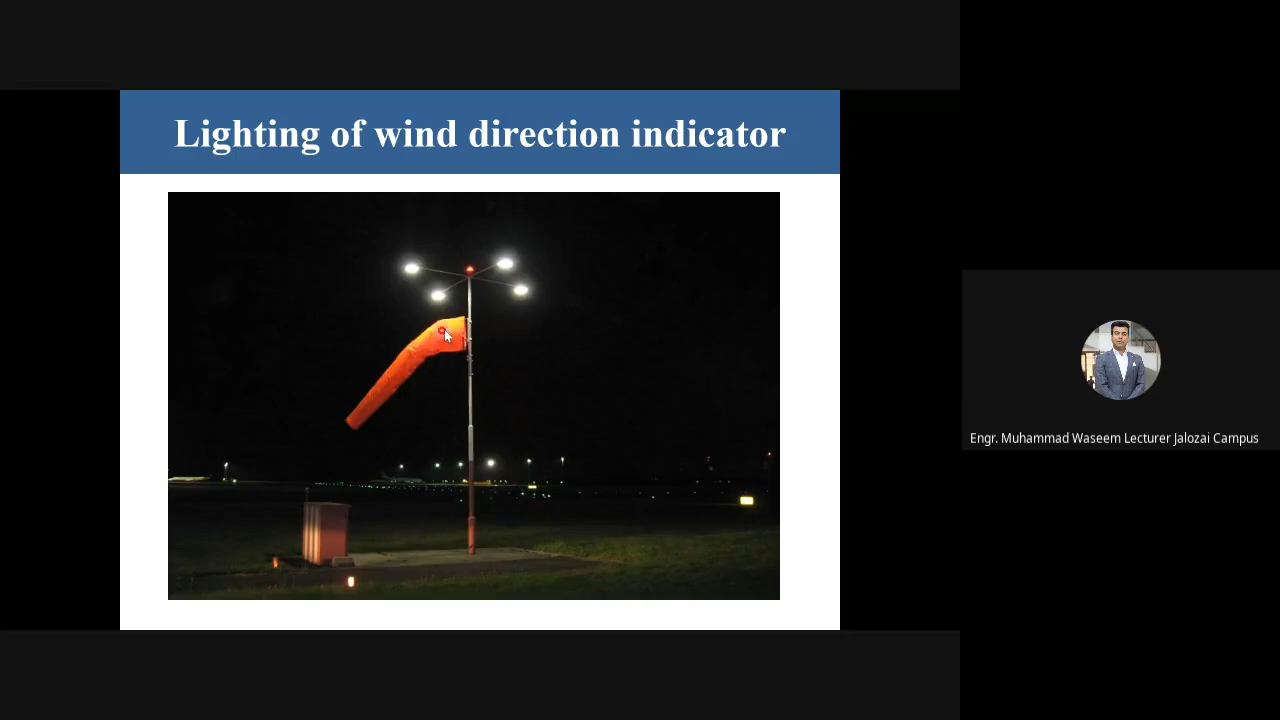 Lighting of wind direction indicator
Engr. Muhammad Waseem Lecturer Jalozai Campus